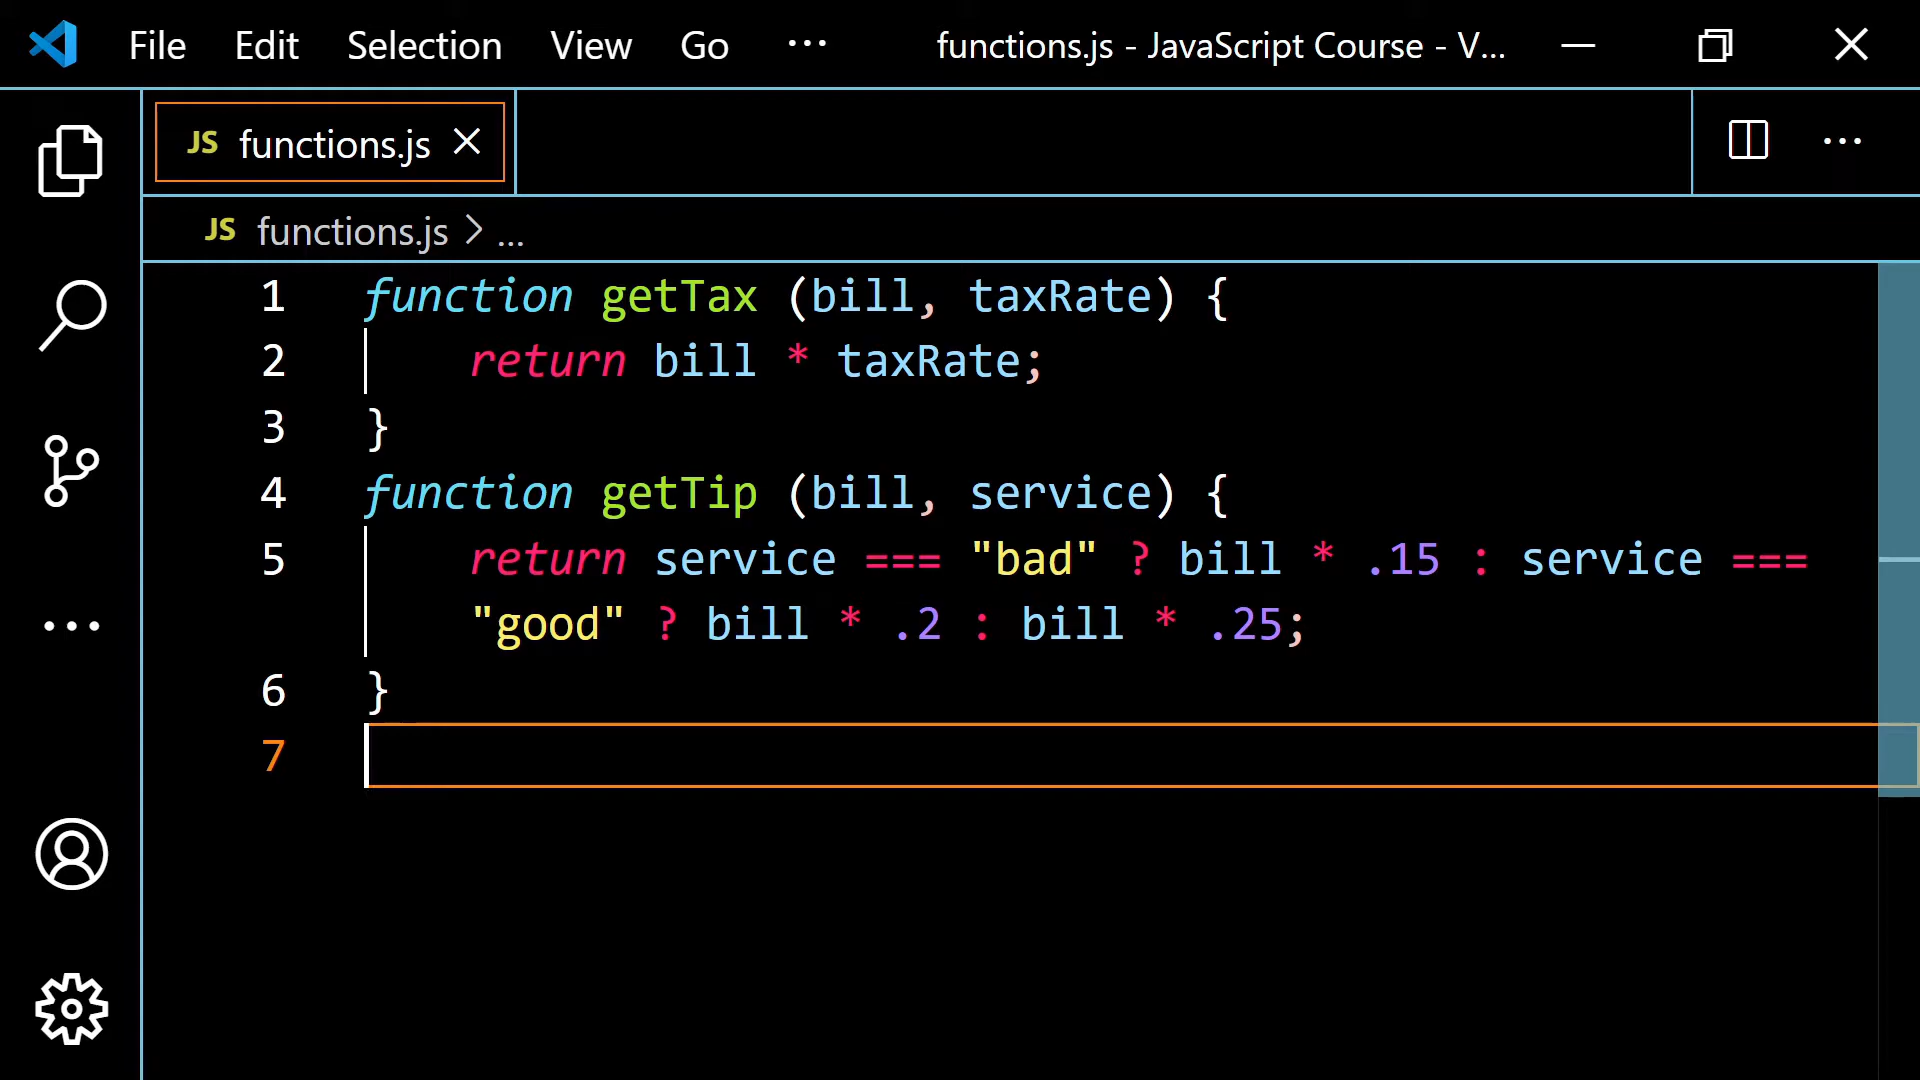 File Edit Selection View Go ... functions.js - JavaScript Course - V...
JS functions.js
JS functions.js > ...
1 function getTax (bill, taxRate) {
2 return bill * taxRate;
3 }
4 function getTip (bill, service) {
5 return service === "bad" ? bill * .15 : service ===
"good" ? bill * .2 : bill * .25;
6 }
7